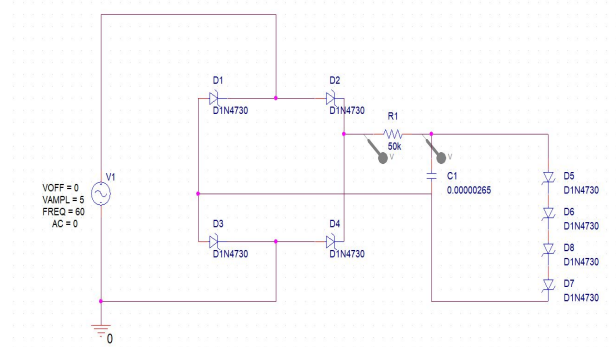 D1
D1N4730
D2
D1N4730
R1
50k
V
V
C1
0.00000265
V1
VOFF = 0
VAMPL = 5
FREQ = 60
AC = 0
D3
D1N4730
D4
D1N4730
D5
D1N4730
D6
D1N4730
D8
D1N4730
D7
D1N4730
0